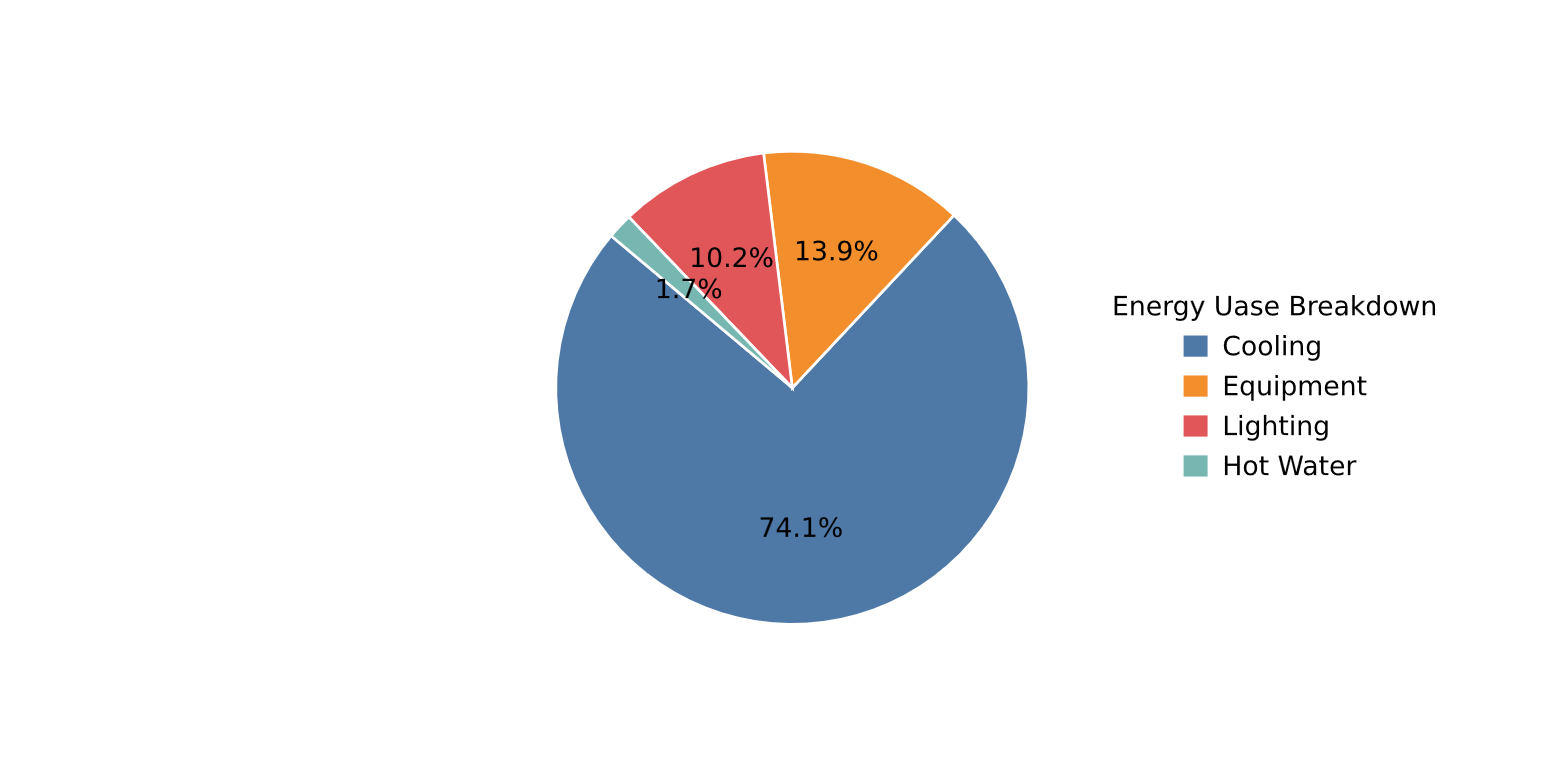 10.2%
13.9%
1.7%
74.1%
Energy Uase Breakdown
Cooling
Equipment
Lighting
Hot Water